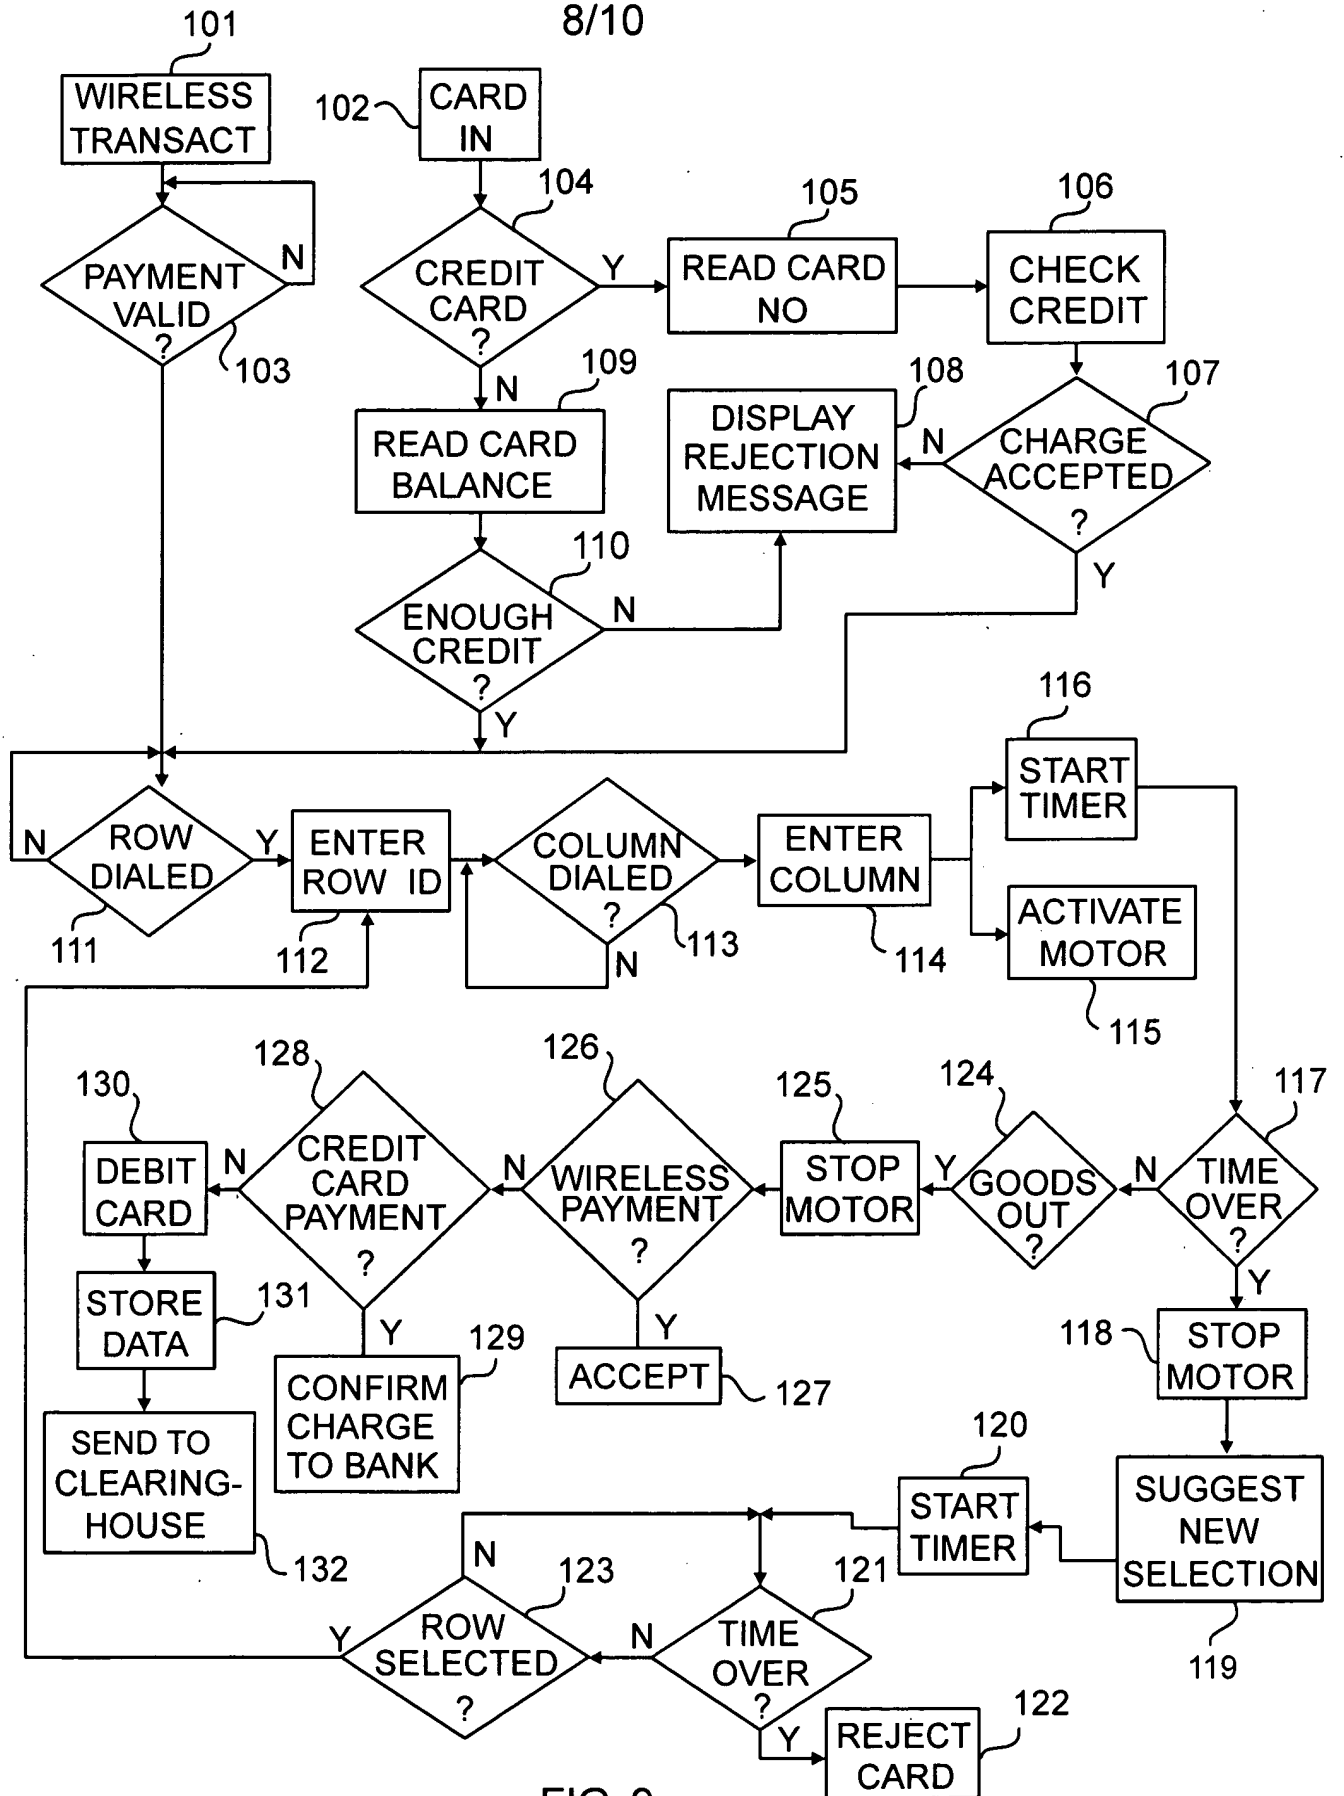 8/10
101
WIRELESS
TRANSACT
102
CARD
IN
PAYMENT
VALID
?
N
103
104
CREDIT
CARD
?
Y
N
105
READ CARD
NO
106
CHECK
CREDIT
107
CHARGE
ACCEPTED
?
N
Y
108
DISPLAY
REJECTION
MESSAGE
109
READ CARD
BALANCE
110
ENOUGH
CREDIT
?
N
Y
N
ROW
DIALED
111
Y
ENTER
ROW ID
112
COLUMN
DIALED
?
113
N
ENTER
COLUMN
114
116
START
TIMER
ACTIVATE
MOTOR
115
117
TIME
OVER
?
N
Y
124
GOODS
OUT
?
Y
125
STOP
MOTOR
126
WIRELESS
PAYMENT
?
N
Y
ACCEPT
127
128
CREDIT
CARD
PAYMENT
?
N
Y
129
CONFIRM
CHARGE
TO BANK
130
DEBIT
CARD
131
STORE
DATA
SEND TO
CLEARING-
HOUSE
132
118
STOP
MOTOR
SUGGEST
NEW
SELECTION
119
120
START
TIMER
121
TIME
OVER
?
N
Y
123
ROW
SELECTED
?
N
Y
122
REJECT
CARD